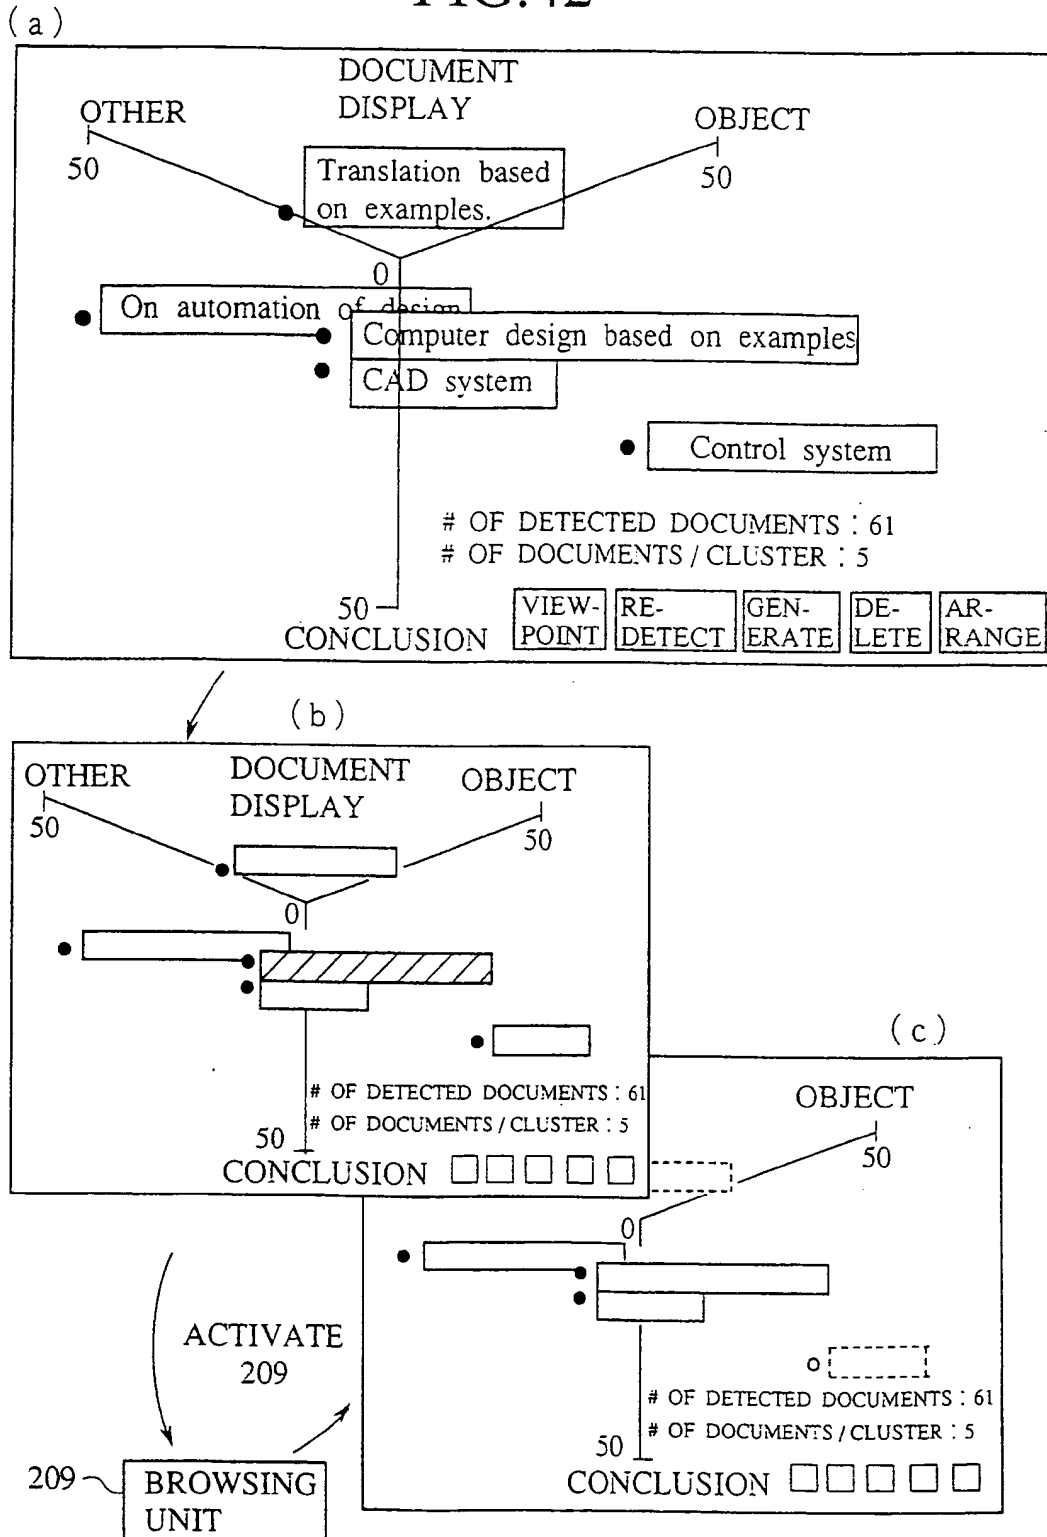 FIG.42
(a)
DOCUMENT
DISPLAY
OTHER
OBJECT
50
50
Translation based
on examples.
0
On automation of design
Computer design based on examples
CAD system
Control system
# OF DETECTED DOCUMENTS : 61
# OF DOCUMENTS / CLUSTER : 5
50
CONCLUSION
VIEW-
POINT
RE-
DETECT
GEN-
ERATE
DE-
LETE
AR-
RANGE
(b)
OTHER
DOCUMENT
DISPLAY
OBJECT
50
50
0
# OF DETECTED DOCUMENTS : 61
# OF DOCUMENTS / CLUSTER : 5
50
CONCLUSION
(c)
OBJECT
50
0
# OF DETECTED DOCUMENTS : 61
# OF DOCUMENTS / CLUSTER : 5
50
CONCLUSION
ACTIVATE
209
209
BROWSING
UNIT